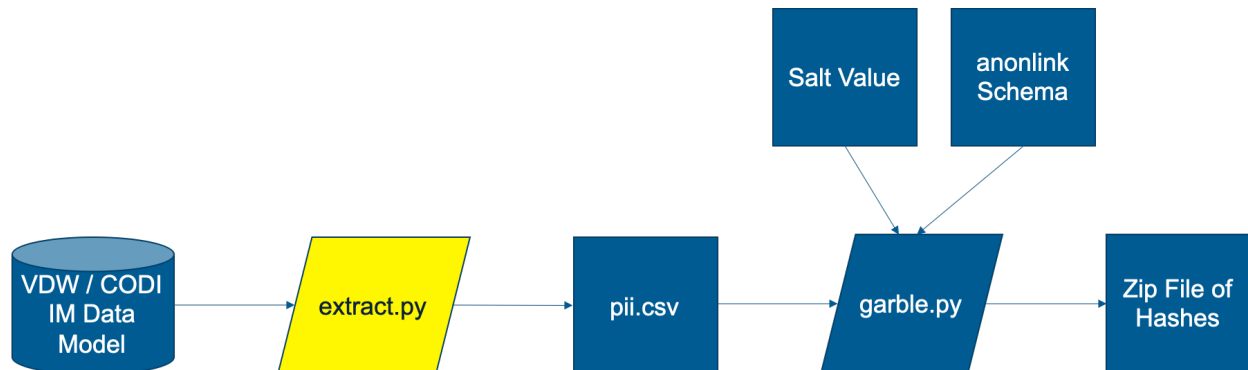 Salt Value
anonlink
Schema
VDW / CODI
IM Data
Model
extract.py
pii.csv
garble.py
Zip File of
Hashes